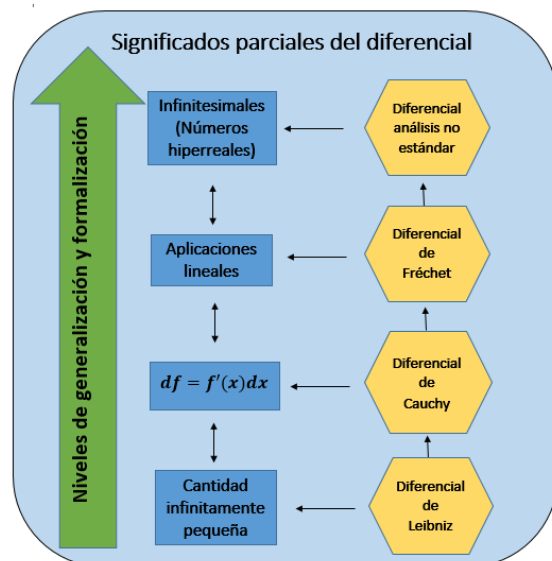 Significados parciales del diferencial
Niveles de generalización y formalización
Infinitesimales
(Números
hiperreales)
Diferencial
análisis no
estándar
Aplicaciones
lineales
Diferencial
de
Fréchet
df = f'(x)dx
Diferencial
de
Cauchy
Cantidad
infinitamente
pequeña
Diferencial
de
Leibniz